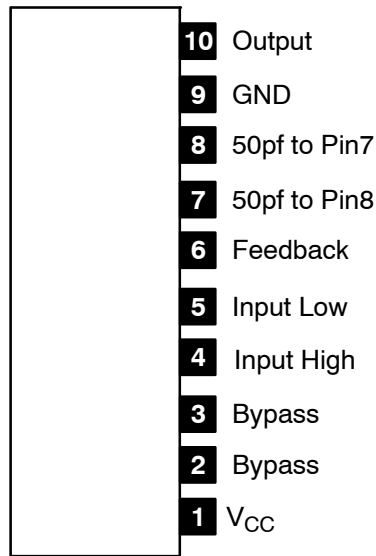 10 Output
9 GND
8 50pf to Pin7
7 50pf to Pin8
6 Feedback
5 Input Low
4 Input High
3 Bypass
2 Bypass
1 VCC